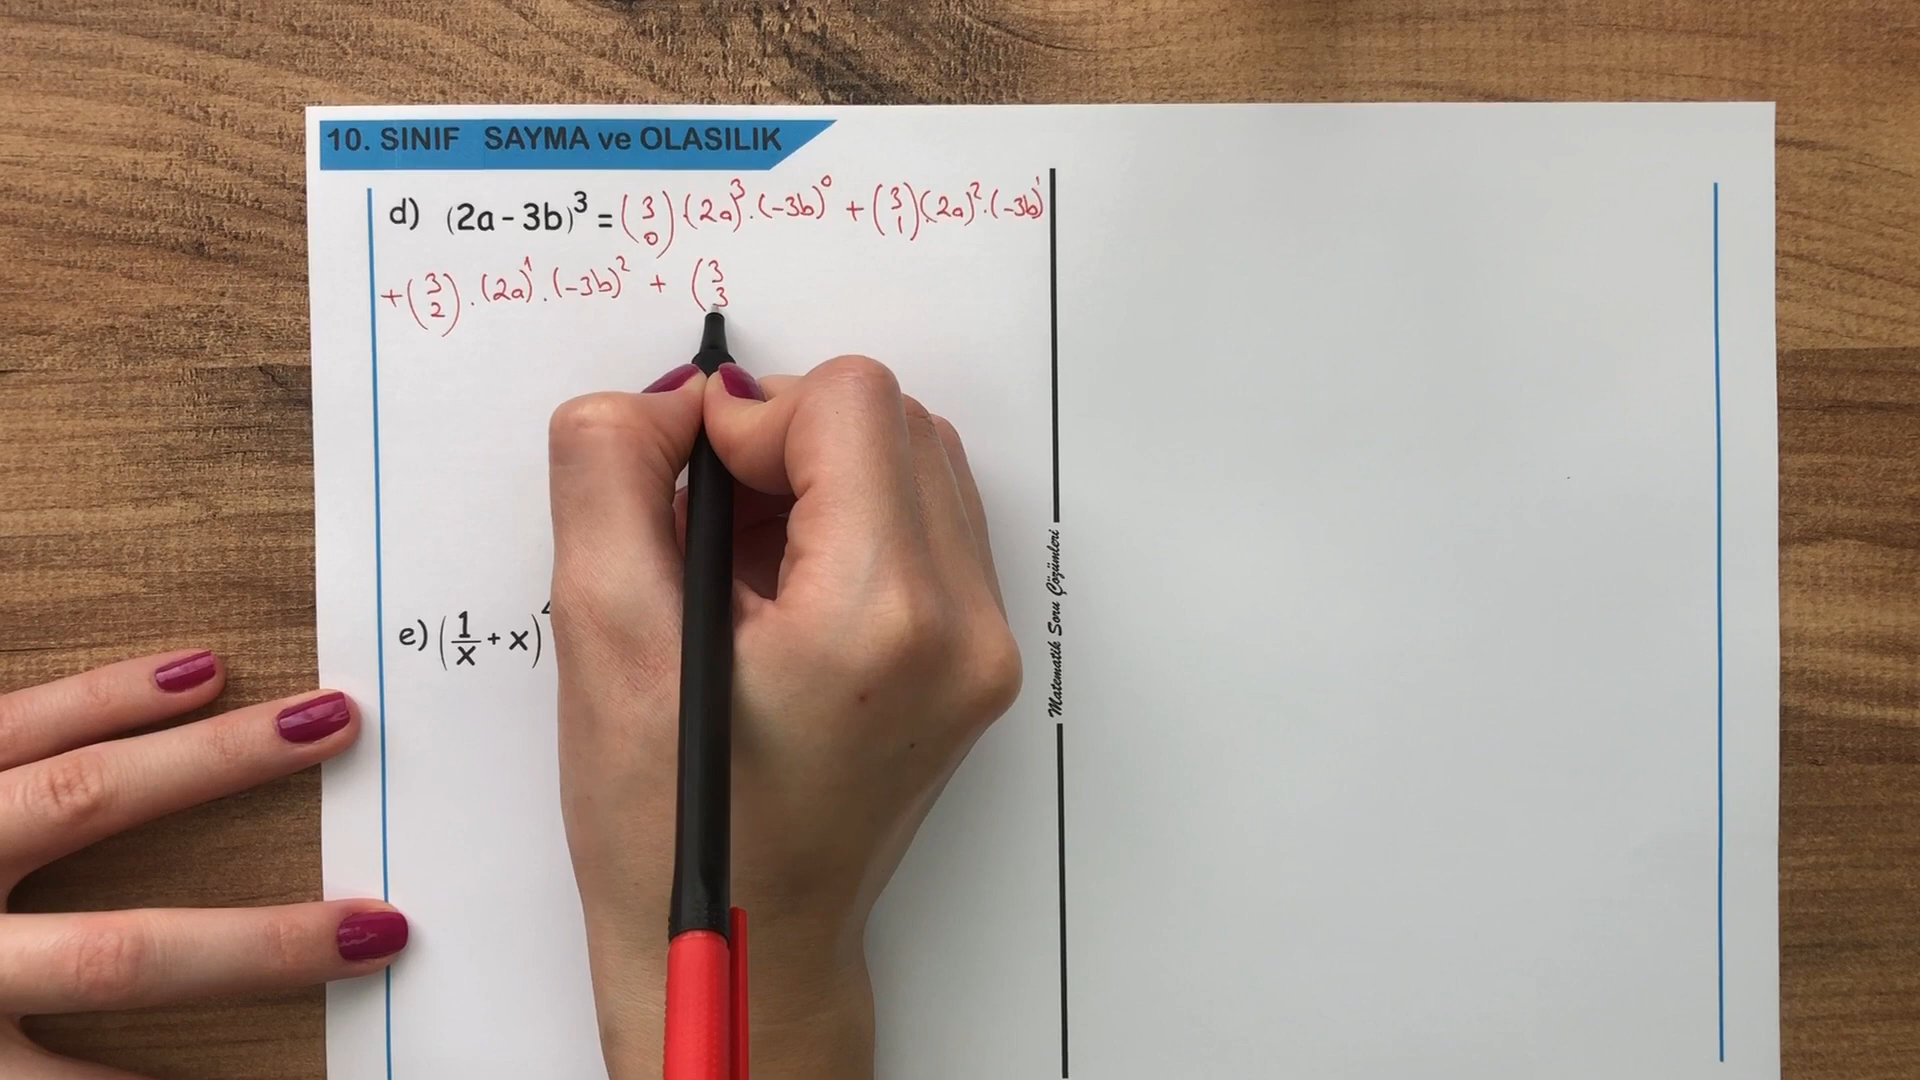 10. SINIF SAYMA ve OLASILIK
d) (2a - 3b)³ = (3 0) (2a)³ . (-3b)⁰ + (3 1) (2a)² . (-3b)¹
+ (3 2) . (2a)¹ . (-3b)² + (3 3
e) (1/x + x)⁴
Matematik Soru Çözümleri